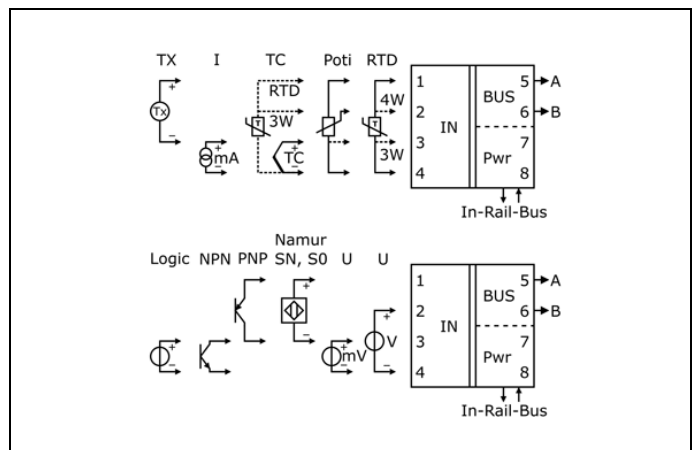 TX I TC Poti RTD
+ RTD 1 5 A
Tx 4W BUS
3W 2 6 B
T T IN
− + + 3 7
mA TC 3W Pwr
− − 4 8
In-Rail-Bus
Namur
Logic NPN PNP SN, S0 U U
+ 1 5 A
BUS
+ 2 6 B
IN
− + V 3 7
+ mV Pwr
− − − 4 8
In-Rail-Bus